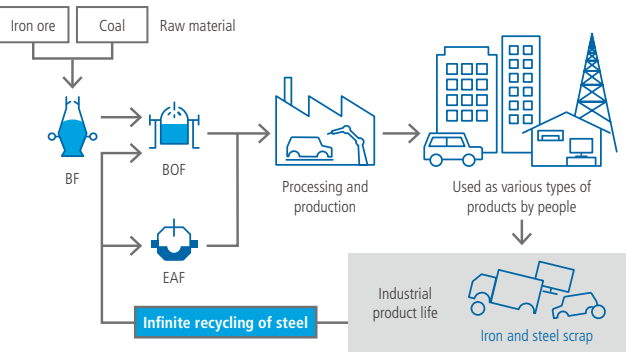 Iron ore
Coal
Raw material
BF
BOF
EAF
Processing and
production
Used as various types of
products by people
Industrial
product life
Iron and steel scrap
Infinite recycling of steel